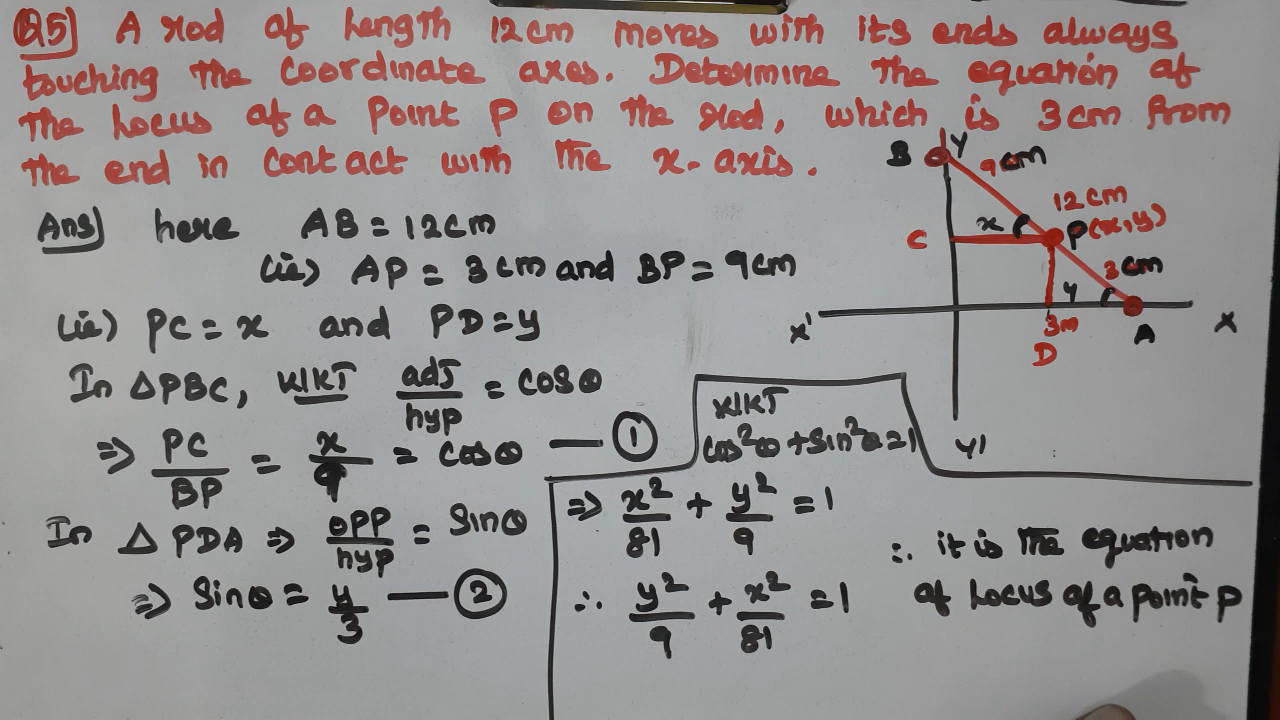 Q5) A rod of length 12cm moves with its ends always
touching the coordinate axes. Determine the equation of
the locus of a point P on the rod, which is 3cm from
the end in contact with the x-axis.
B
Y
9cm
12cm
x
P(x,y)
C
3cm
y
X'
3m
A
X
D
Y'
Ans) here AB = 12cm
(ie) AP = 3cm and BP = 9cm
(ie) PC = x and PD = y
In ΔPBC, WKT adj/hyp = cosθ
⇒ PC/BP = x/9 = cosθ — ①
In ΔPDA ⇒ opp/hyp = sinθ
⇒ sinθ = y/3 — ②
WKT
cos²θ + sin²θ = 1
⇒ x²/81 + y²/9 = 1
∴ y²/9 + x²/81 = 1
∴ it is the equation
of locus of a point P